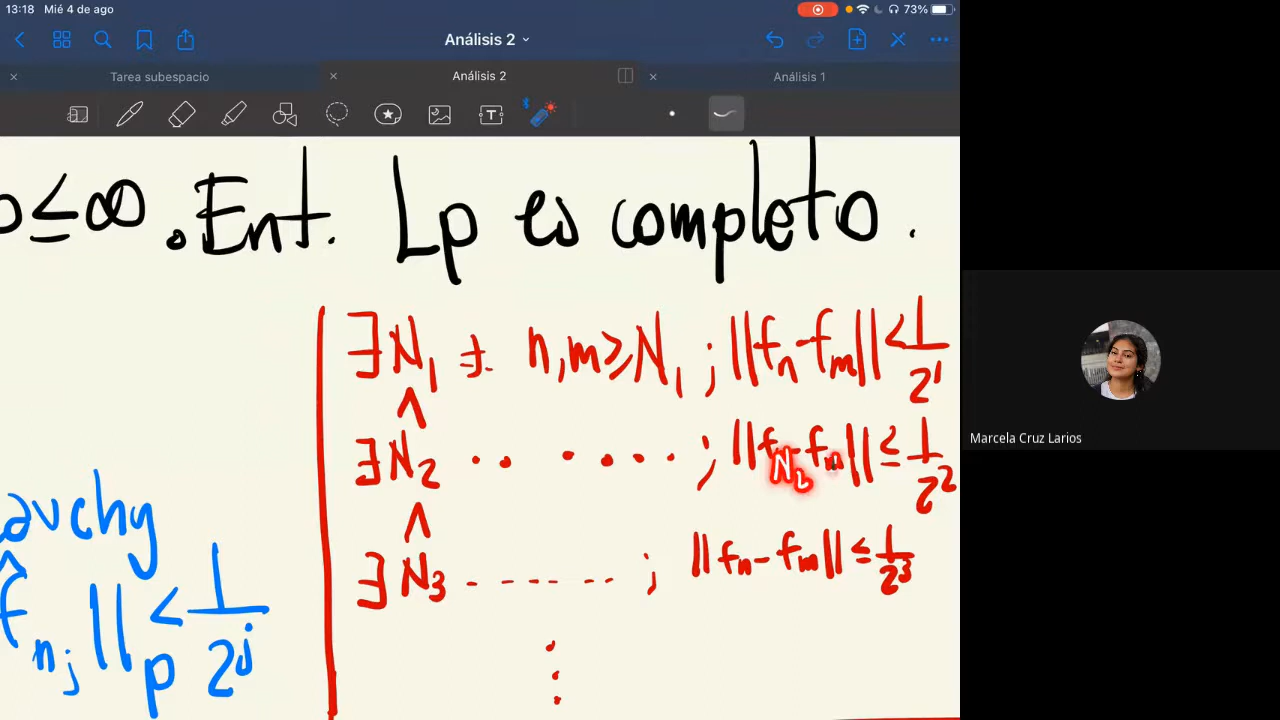 13:18 Mié 4 de ago
73%
Análisis 2
Tarea subespacio
Análisis 2
Análisis 1
p ≤ ∞ . Ent. Lp es completo .
∃ N₁ ∓ n,m ≥ N₁ ; ||fn - fm|| < 1/2¹
∧
∃ N₂ .. .... ; ||f - fm|| ≤ 1/2²
N₂
∧
∃ N₃ ------- ; ||fn - fm|| ≤ 1/2³
⋮
auchy
f nj ||p < 1/2ʲ
Marcela Cruz Larios